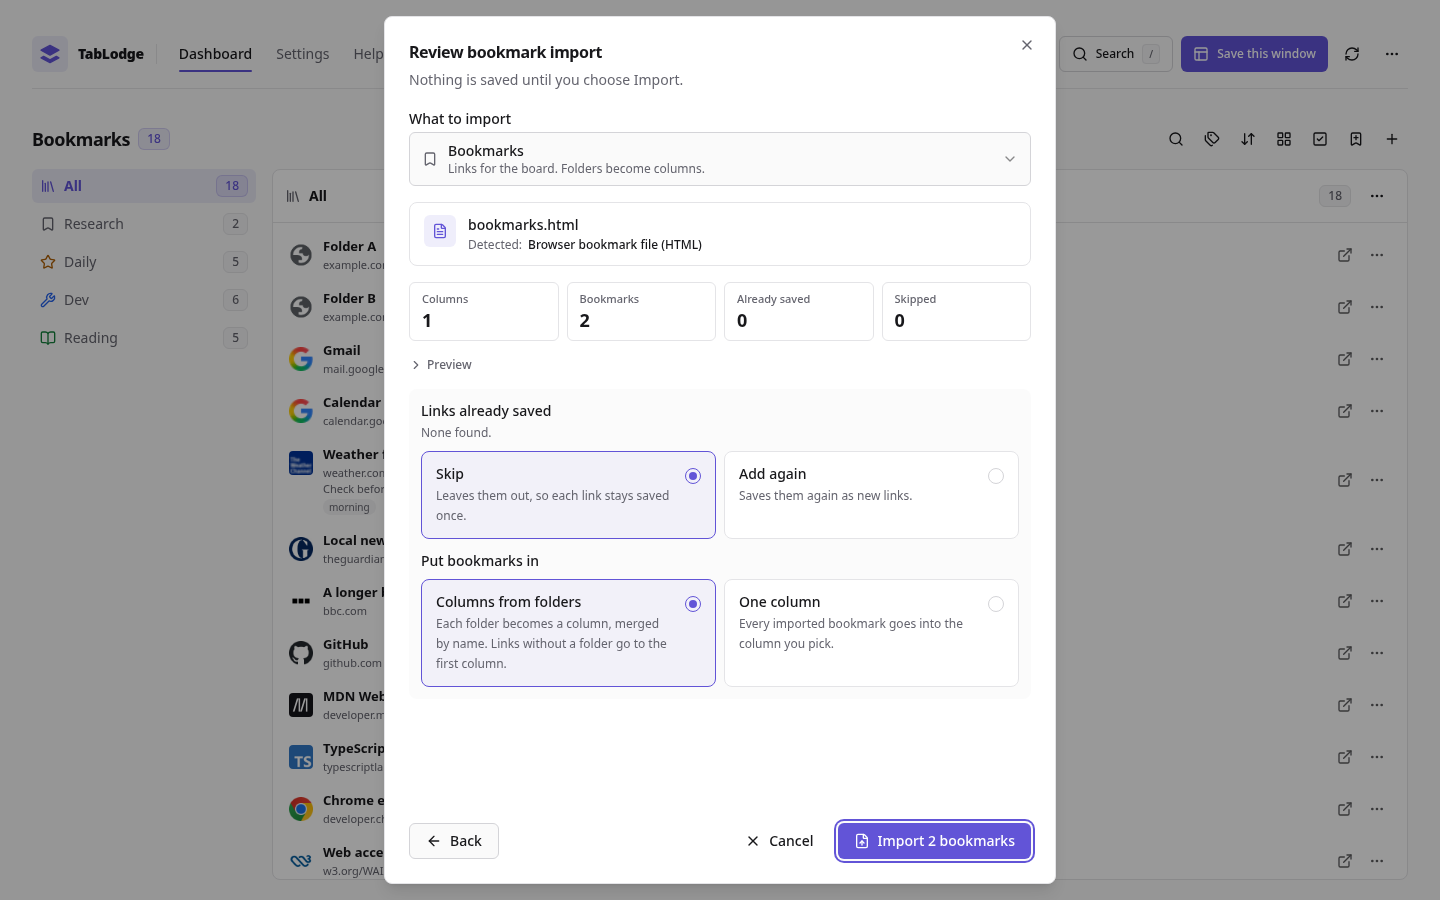 TabLodge
Dashboard
Settings
Help
Search
/
Save this window
Bookmarks
18
All
18
Research
2
Daily
5
Dev
6
Reading
5
All
18
Folder A
Folder B
Gmail
Calendar
Weather
morning
Local
A longer
bbc.com
GitHub
github.com
MDN
Chrome
Web
Review bookmark import
Nothing is saved until you choose Import.
What to import
Bookmarks
Links for the board. Folders become columns.
bookmarks.html
Detected: Browser bookmark file (HTML)
Columns
1
Bookmarks
2
Already saved
0
Skipped
0
Preview
Links already saved
None found.
Skip
Leaves them out, so each link stays saved
once.
Add again
Saves them again as new links.
Put bookmarks in
Columns from folders
Each folder becomes a column, merged
by name. Links without a folder go to the
first column.
One column
Every imported bookmark goes into the
column you pick.
Back
Cancel
Import 2 bookmarks